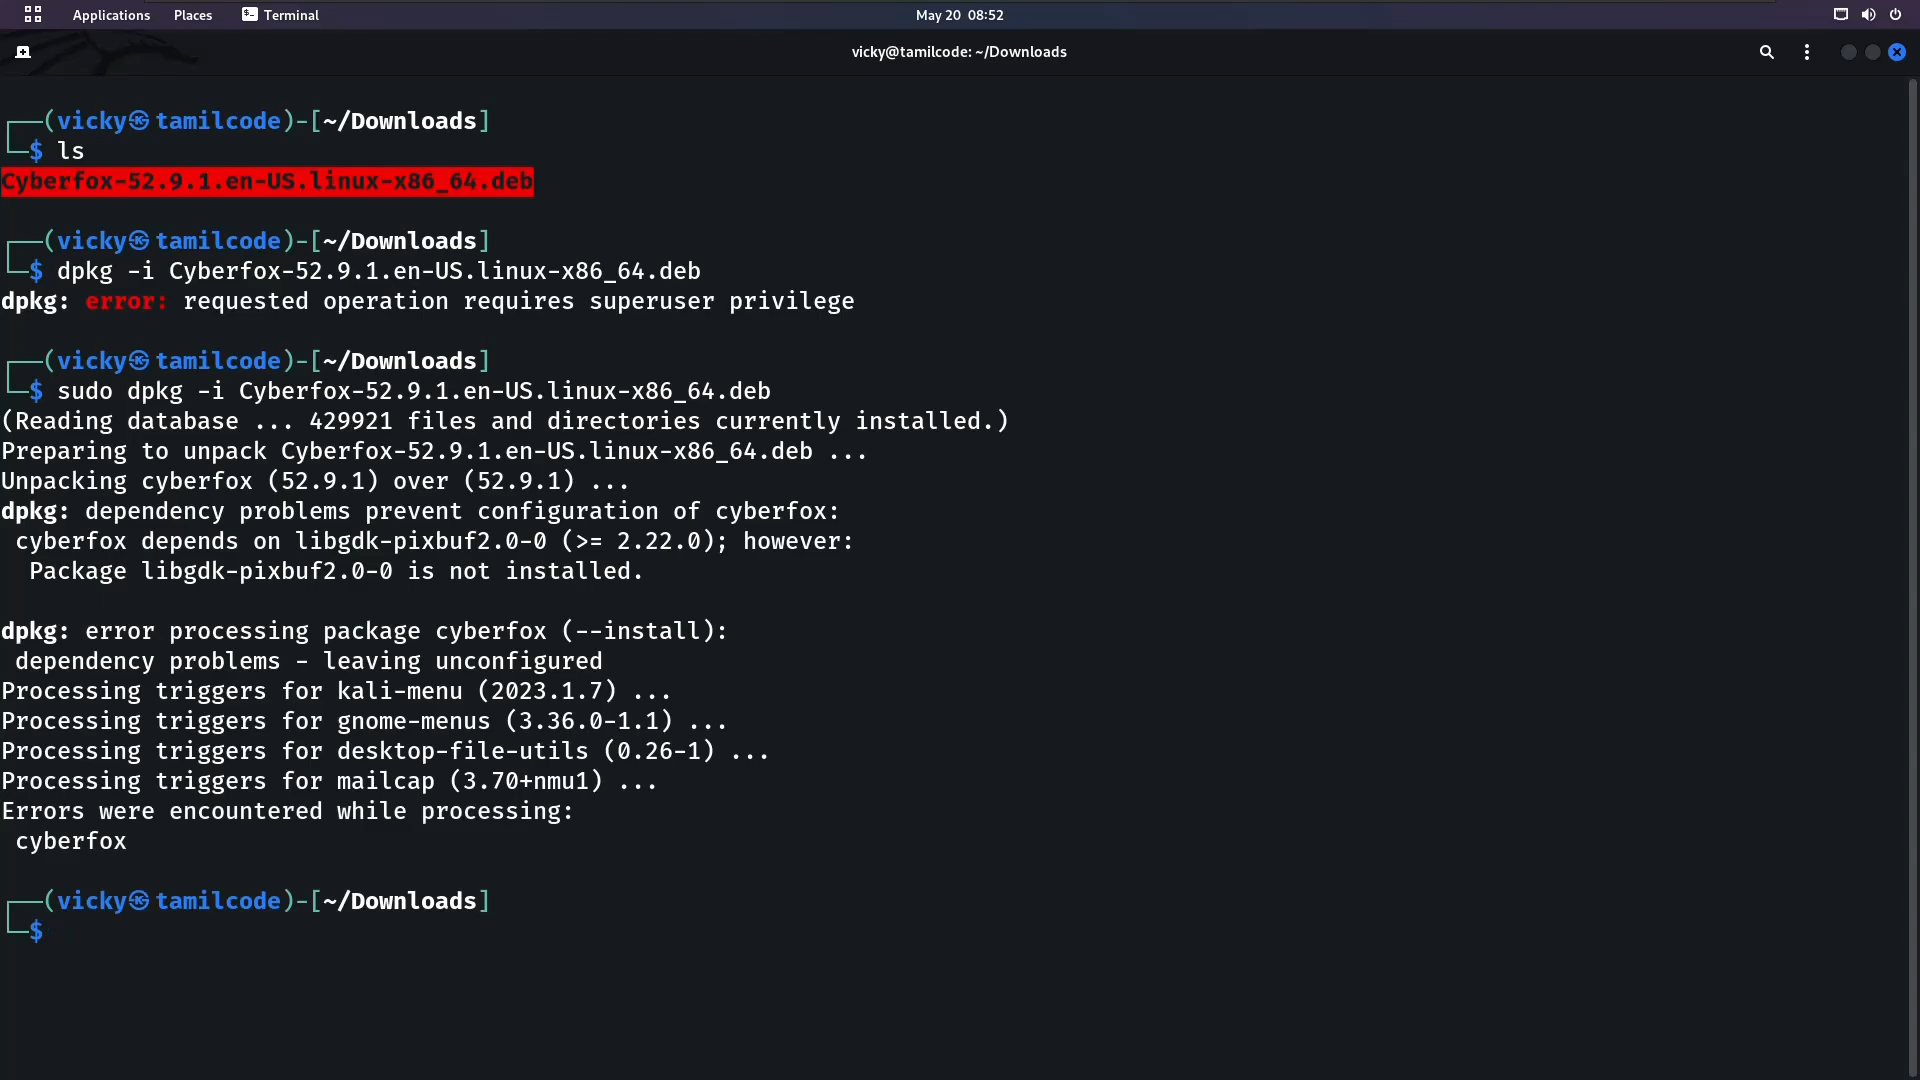 Applications Places Terminal May 20 08:52
vicky@tamilcode: ~/Downloads
┌──(vicky㉿tamilcode)-[~/Downloads]
└─$ ls
Cyberfox-52.9.1.en-US.linux-x86_64.deb
┌──(vicky㉿tamilcode)-[~/Downloads]
└─$ dpkg -i Cyberfox-52.9.1.en-US.linux-x86_64.deb
dpkg: error: requested operation requires superuser privilege
┌──(vicky㉿tamilcode)-[~/Downloads]
└─$ sudo dpkg -i Cyberfox-52.9.1.en-US.linux-x86_64.deb
(Reading database ... 429921 files and directories currently installed.)
Preparing to unpack Cyberfox-52.9.1.en-US.linux-x86_64.deb ...
Unpacking cyberfox (52.9.1) over (52.9.1) ...
dpkg: dependency problems prevent configuration of cyberfox:
 cyberfox depends on libgdk-pixbuf2.0-0 (>= 2.22.0); however:
  Package libgdk-pixbuf2.0-0 is not installed.
dpkg: error processing package cyberfox (--install):
 dependency problems - leaving unconfigured
Processing triggers for kali-menu (2023.1.7) ...
Processing triggers for gnome-menus (3.36.0-1.1) ...
Processing triggers for desktop-file-utils (0.26-1) ...
Processing triggers for mailcap (3.70+nmu1) ...
Errors were encountered while processing:
 cyberfox
┌──(vicky㉿tamilcode)-[~/Downloads]
└─$